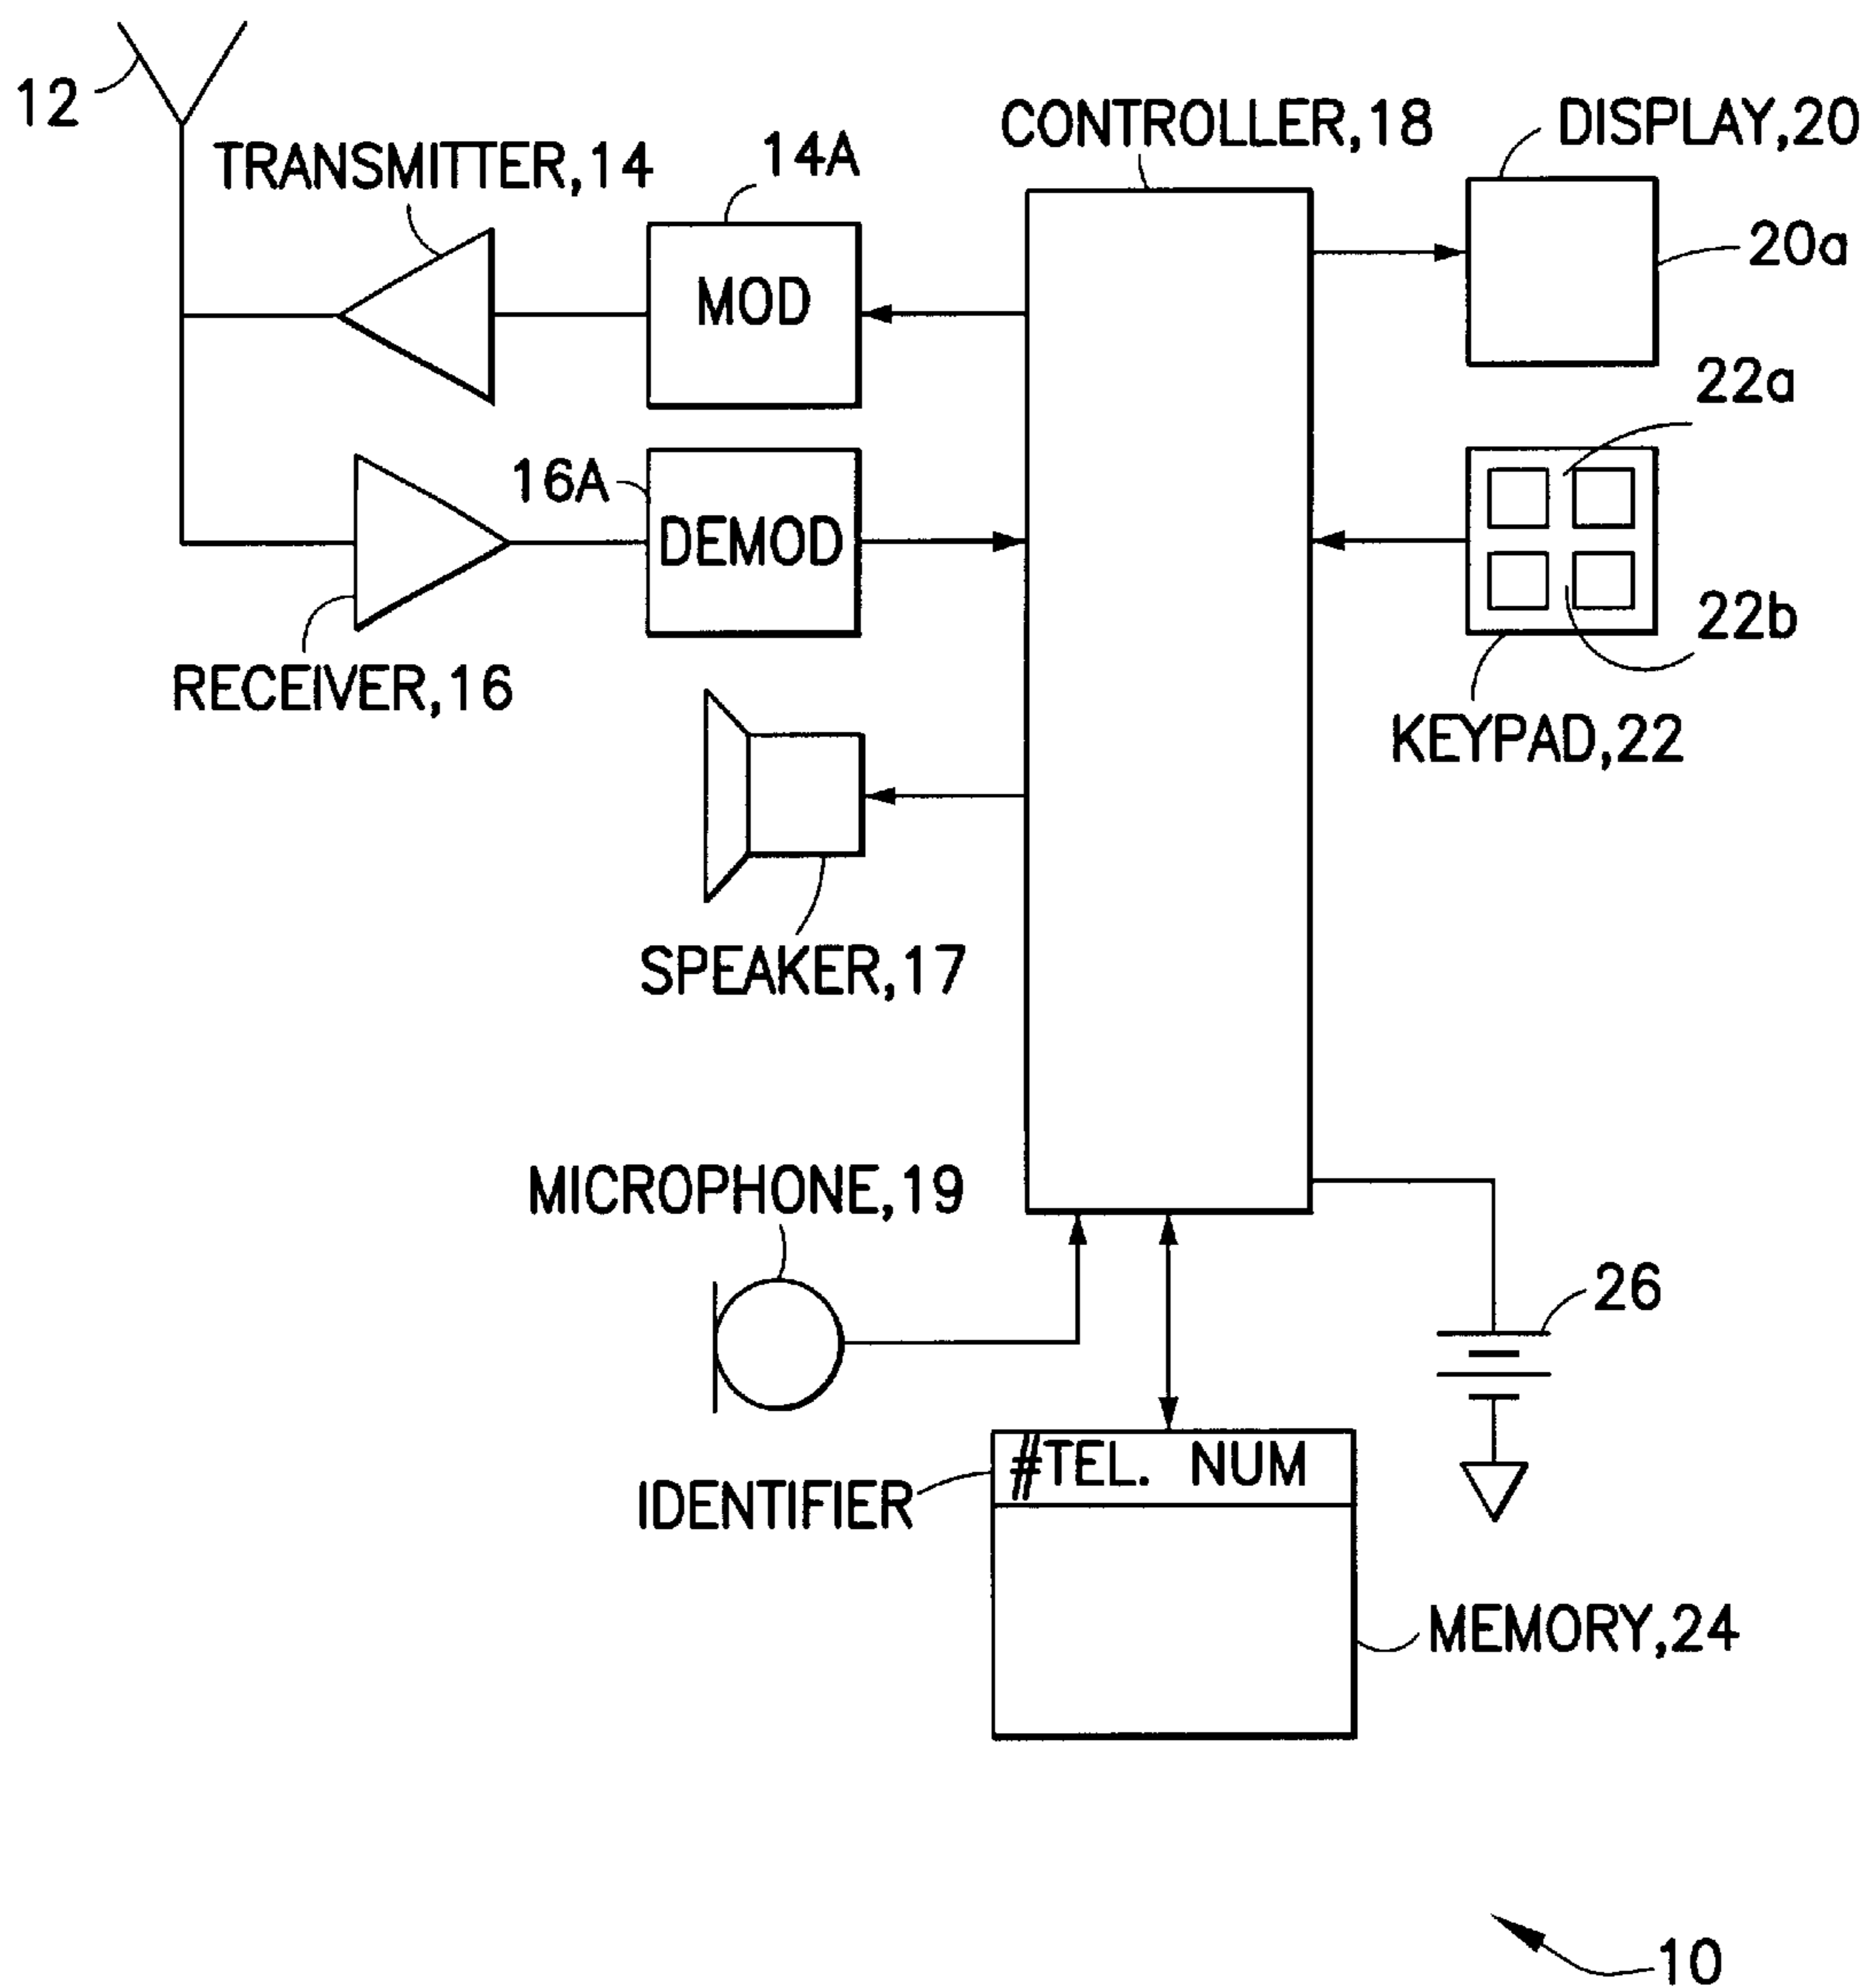 12
TRANSMITTER,14
14A
CONTROLLER,18
DISPLAY,20
20a
MOD
22a
16A
DEMOD
22b
RECEIVER,16
KEYPAD,22
SPEAKER,17
MICROPHONE,19
26
#TEL. NUM
IDENTIFIER
MEMORY,24
10